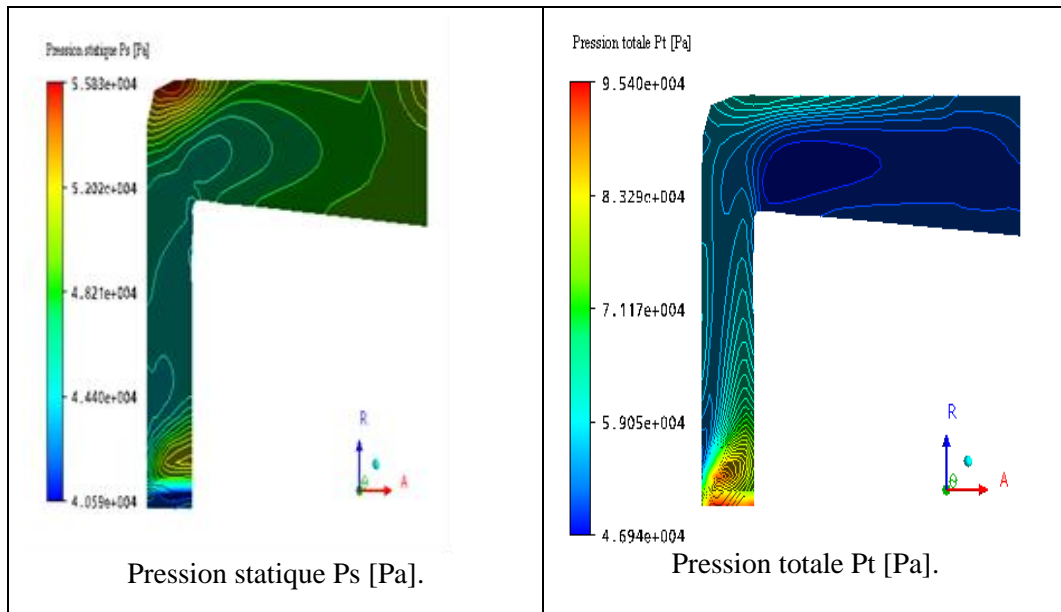 Pression statique Ps [Pa]
5.583e+004
5.202e+004
4.821e+004
4.440e+004
4.059e+004
R
A
Pression statique Ps [Pa].
Pression totale Pt [Pa]
9.540e+004
8.329e+004
7.117e+004
5.905e+004
4.694e+004
R
θ
A
Pression totale Pt [Pa].